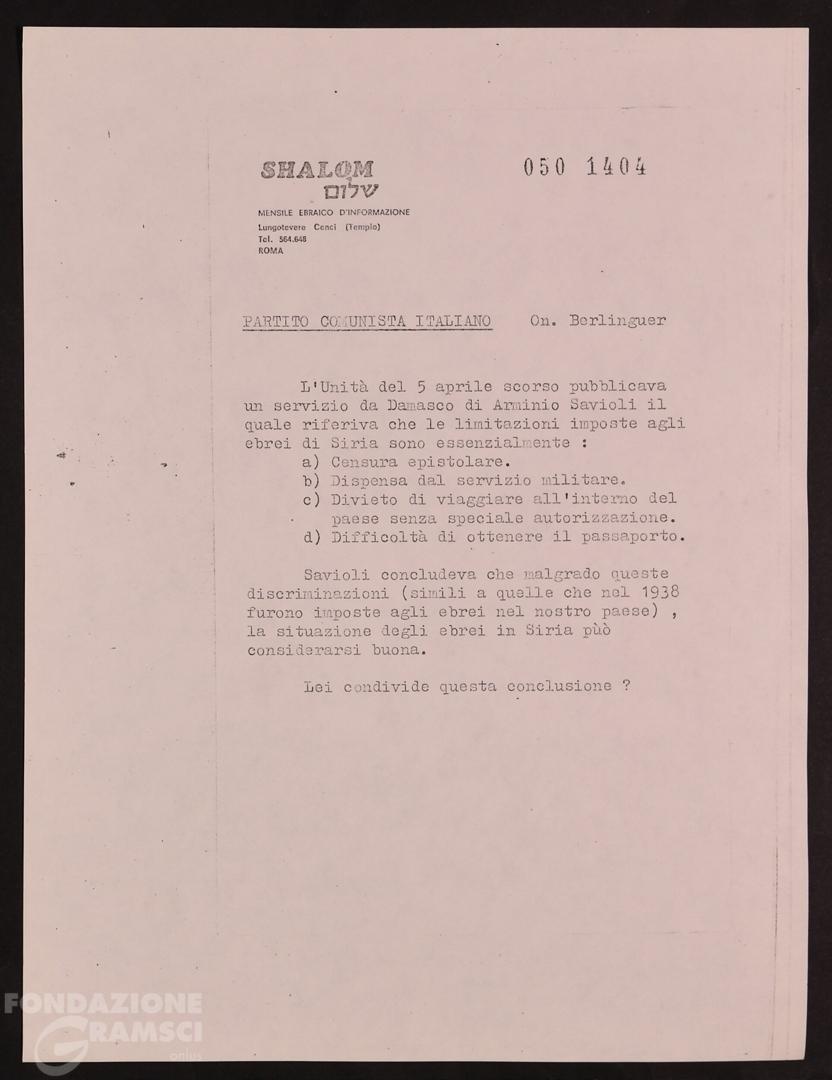 SHALOM
שלום
MENSILE EBRAICO D'INFORMAZIONE
Lungotevere Cenci (Tempio)
Tel. 564.648
ROMA
050 1404
PARTITO COMUNISTA ITALIANO On. Berlinguer
L'Unità del 5 aprile scorso pubblicava
un servizio da Damasco di Arminio Savioli il
quale riferiva che le limitazioni imposte agli
ebrei di Siria sono essenzialmente :
a) Censura epistolare.
b) Dispensa dal servizio militare.
c) Divieto di viaggiare all'interno del
paese senza speciale autorizzazione.
d) Difficoltà di ottenere il passaporto.
Savioli concludeva che malgrado queste
discriminazioni (simili a quelle che nel 1938
furono imposte agli ebrei nel nostro paese) ,
la situazione degli ebrei in Siria può
considerarsi buona.
Lei condivide questa conclusione ?
FONDAZIONE
GRAMSCI
onlus